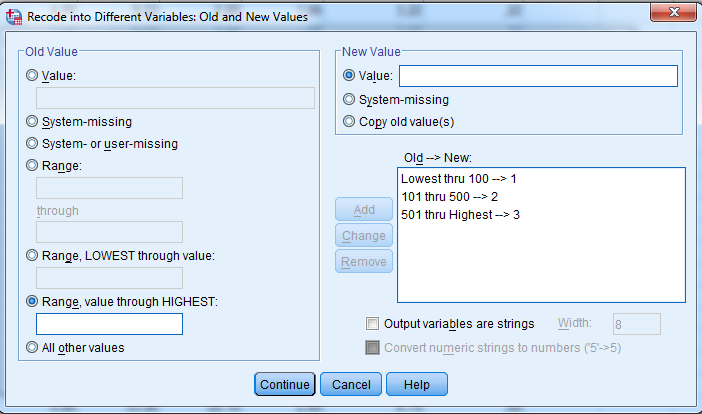 Recode into Different Variables: Old and New Values
Old Value
Value:
System-missing
System- or user-missing
Range:
through
Range, LOWEST through value:
Range, value through HIGHEST:
All other values
New Value
Value:
System-missing
Copy old value(s)
Old --> New:
Lowest thru 100 --> 1
101 thru 500 --> 2
501 thru Highest --> 3
Add
Change
Remove
Output variables are strings Width: 8
Convert numeric strings to numbers ('5'->5)
Continue Cancel Help